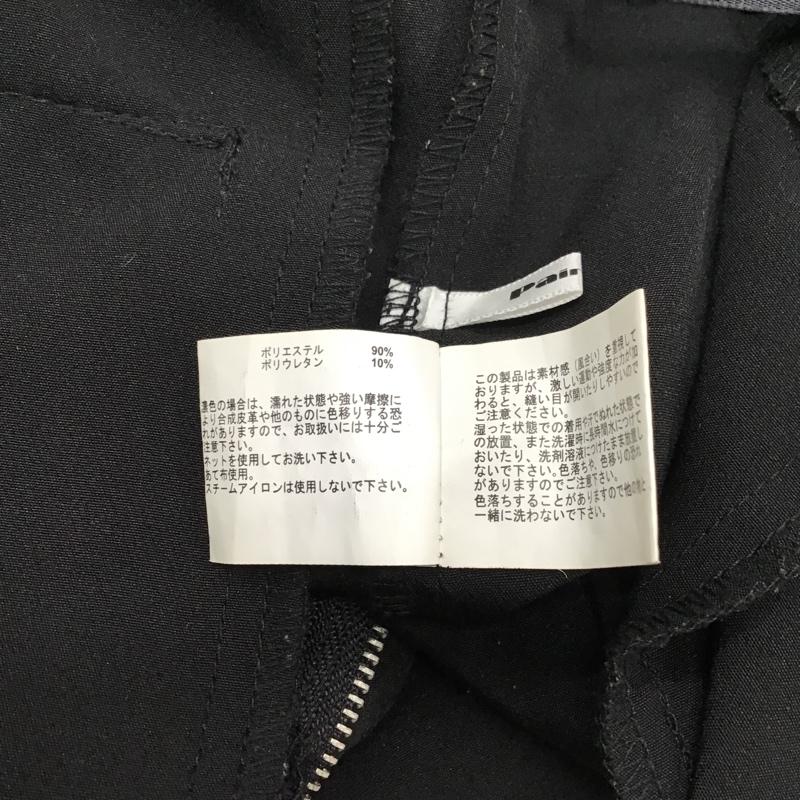 ポリエステル 90%
ポリウレタン 10%
濃色の場合は、濡れた状態や強い摩擦に
より合成皮革や他のものに色移りする恐
れがありますので、お取扱いには十分ご
注意下さい。
ネットを使用してお洗い下さい。
あて布使用。
スチームアイロンは使用しないで下さい。
この製品は素材感（風合い）を重視して
おりますが、激しい運動や強度な力が加
わると、縫い目が開いたりしやすいので
ご注意ください。
湿った状態での着用や汗でぬれた状態で
の放置、また洗濯時に長時間水につけて
おいたり、洗剤溶液につけたまま放置し
ないで下さい。色落ちや、色移りの恐れ
がありますのでご注意下さい。
色落ちすることがありますので他の物と
一緒に洗わないで下さい。